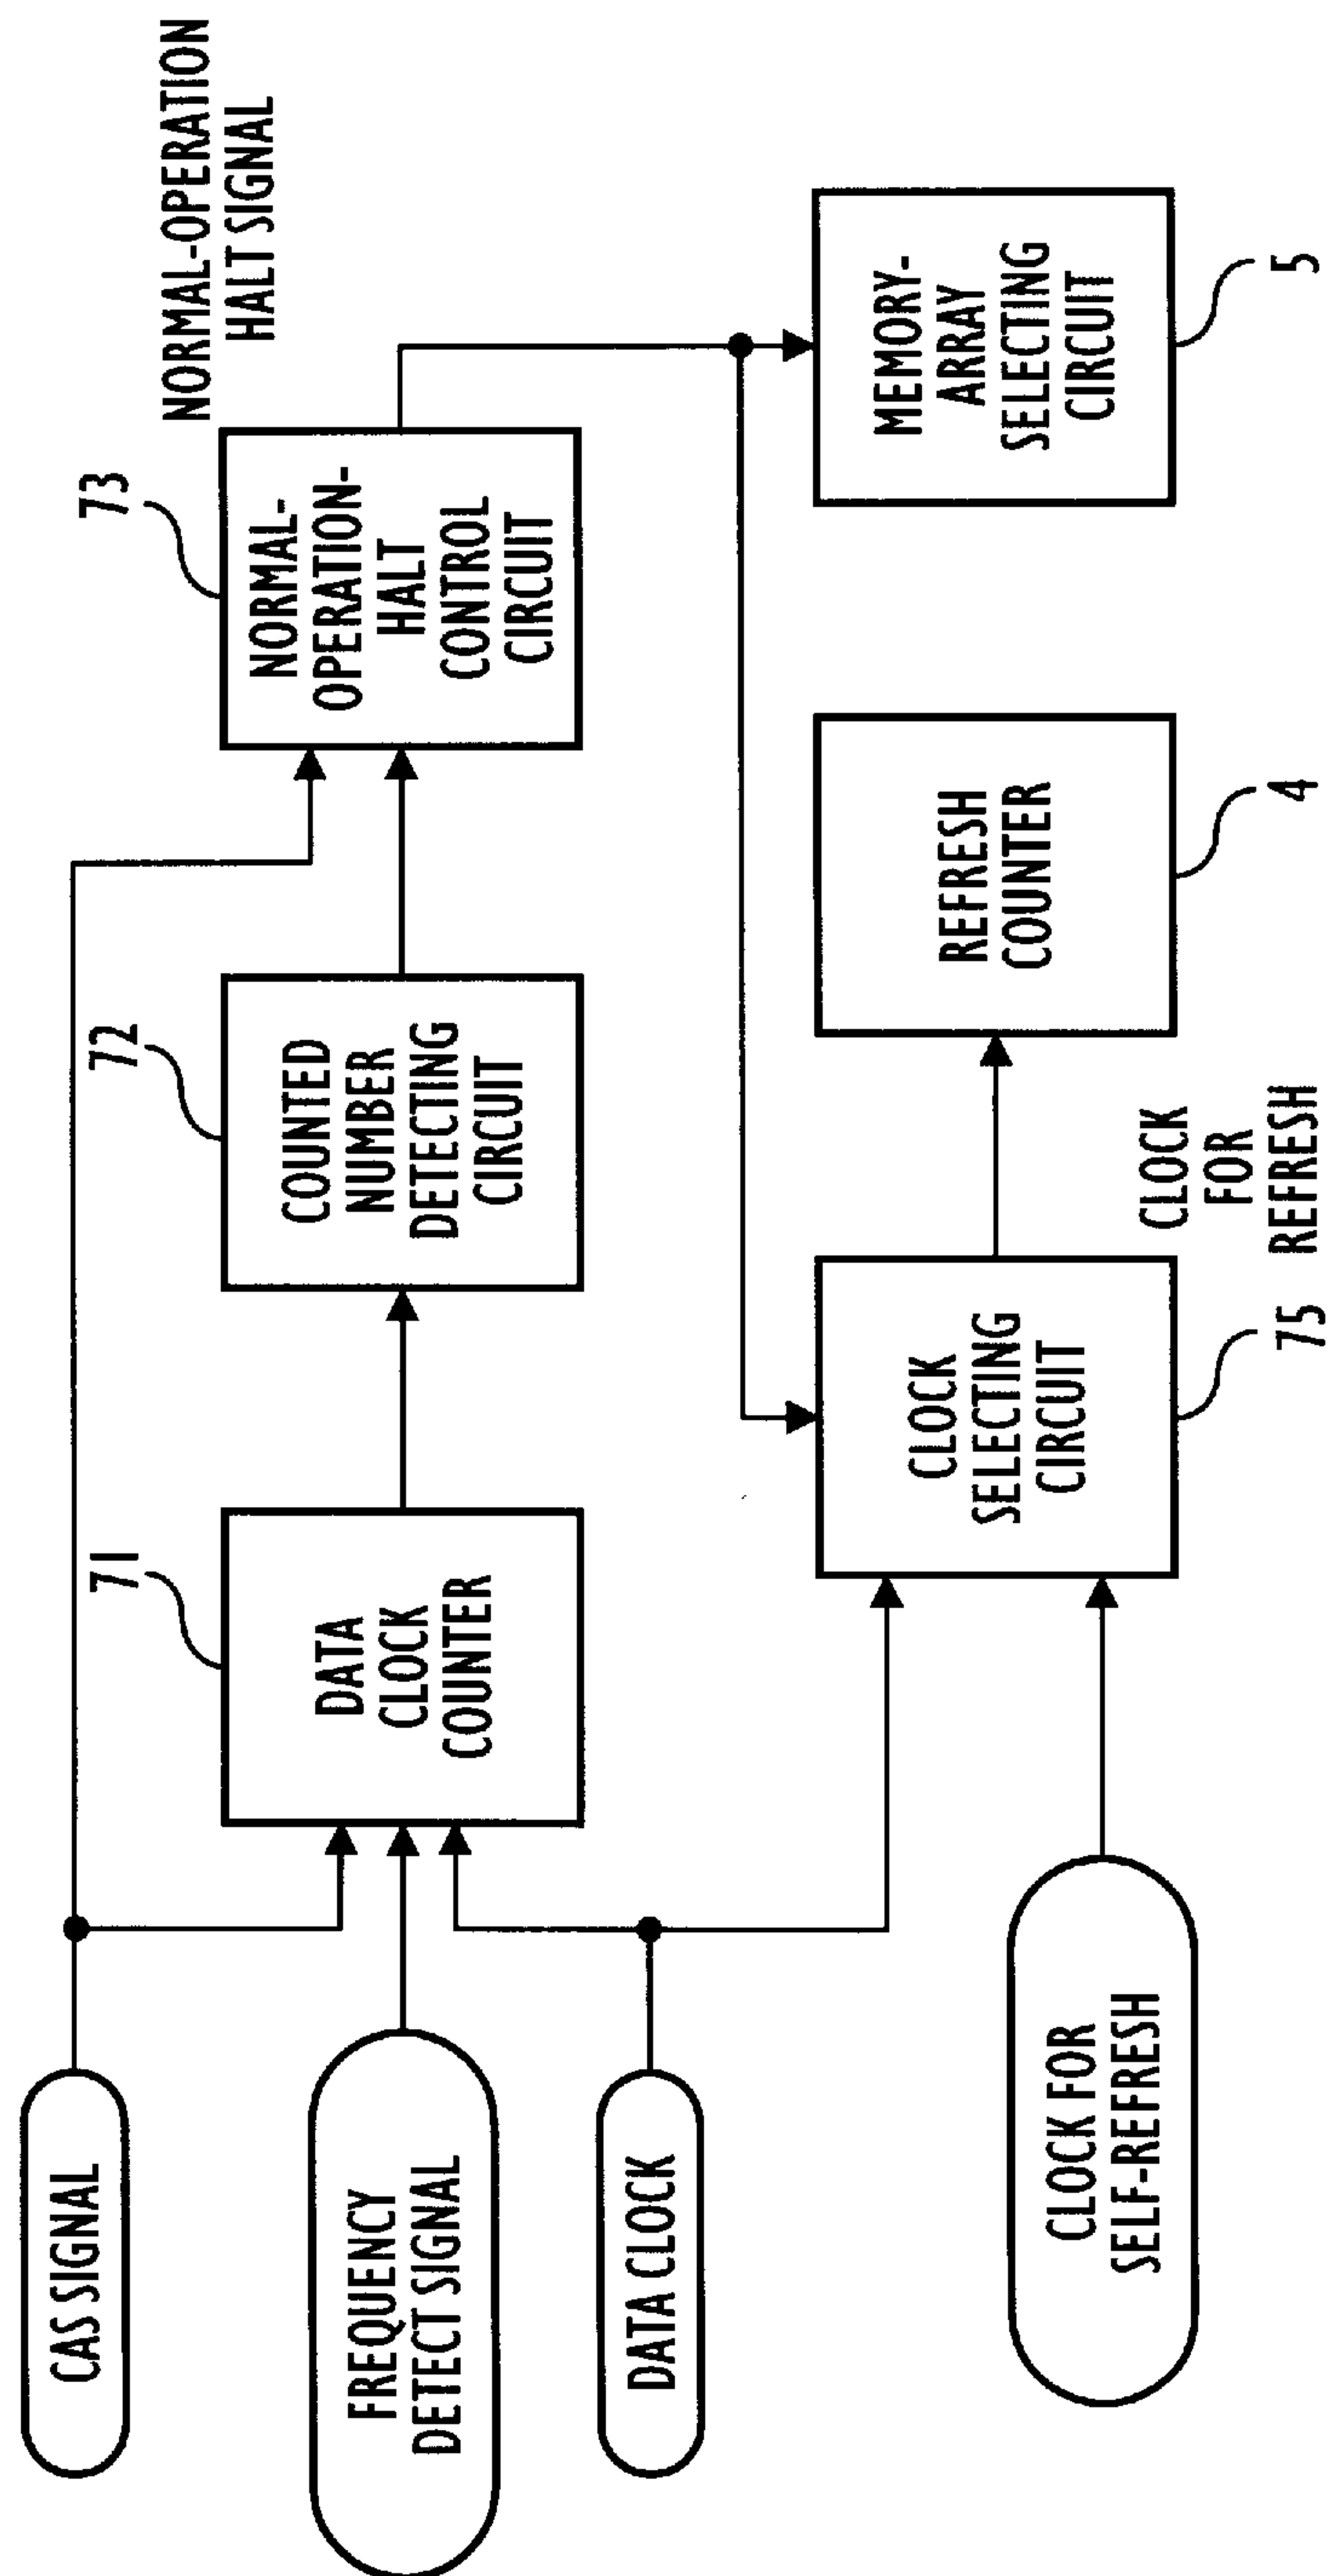 CAS SIGNAL
FREQUENCY
DETECT SIGNAL
DATA CLOCK
CLOCK FOR
SELF-REFRESH
71
DATA
CLOCK
COUNTER
72
COUNTED
NUMBER
DETECTING
CIRCUIT
73
NORMAL-
OPERATION-
HALT
CONTROL
CIRCUIT
NORMAL-OPERATION
HALT SIGNAL
CLOCK
SELECTING
CIRCUIT
75
CLOCK
FOR
REFRESH
REFRESH
COUNTER
4
MEMORY-
ARRAY
SELECTING
CIRCUIT
5